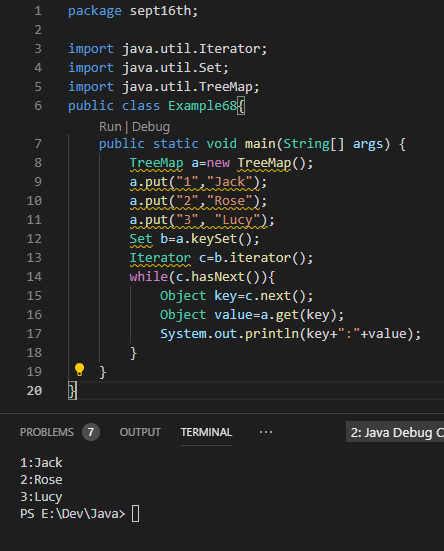 1 package sept16th;
2
3 import java.util.Iterator;
4 import java.util.Set;
5 import java.util.TreeMap;
6 public class Example68{
Run | Debug
7 public static void main(String[] args) {
8 TreeMap a=new TreeMap();
9 a.put("1","Jack");
10 a.put("2","Rose");
11 a.put("3", "Lucy");
12 Set b=a.keySet();
13 Iterator c=b.iterator();
14 while(c.hasNext()){
15 Object key=c.next();
16 Object value=a.get(key);
17 System.out.println(key+":"+value);
18 }
19 }
20 }
PROBLEMS 7 OUTPUT TERMINAL ··· 2: Java Debug C
1:Jack
2:Rose
3:Lucy
PS E:\Dev\Java>